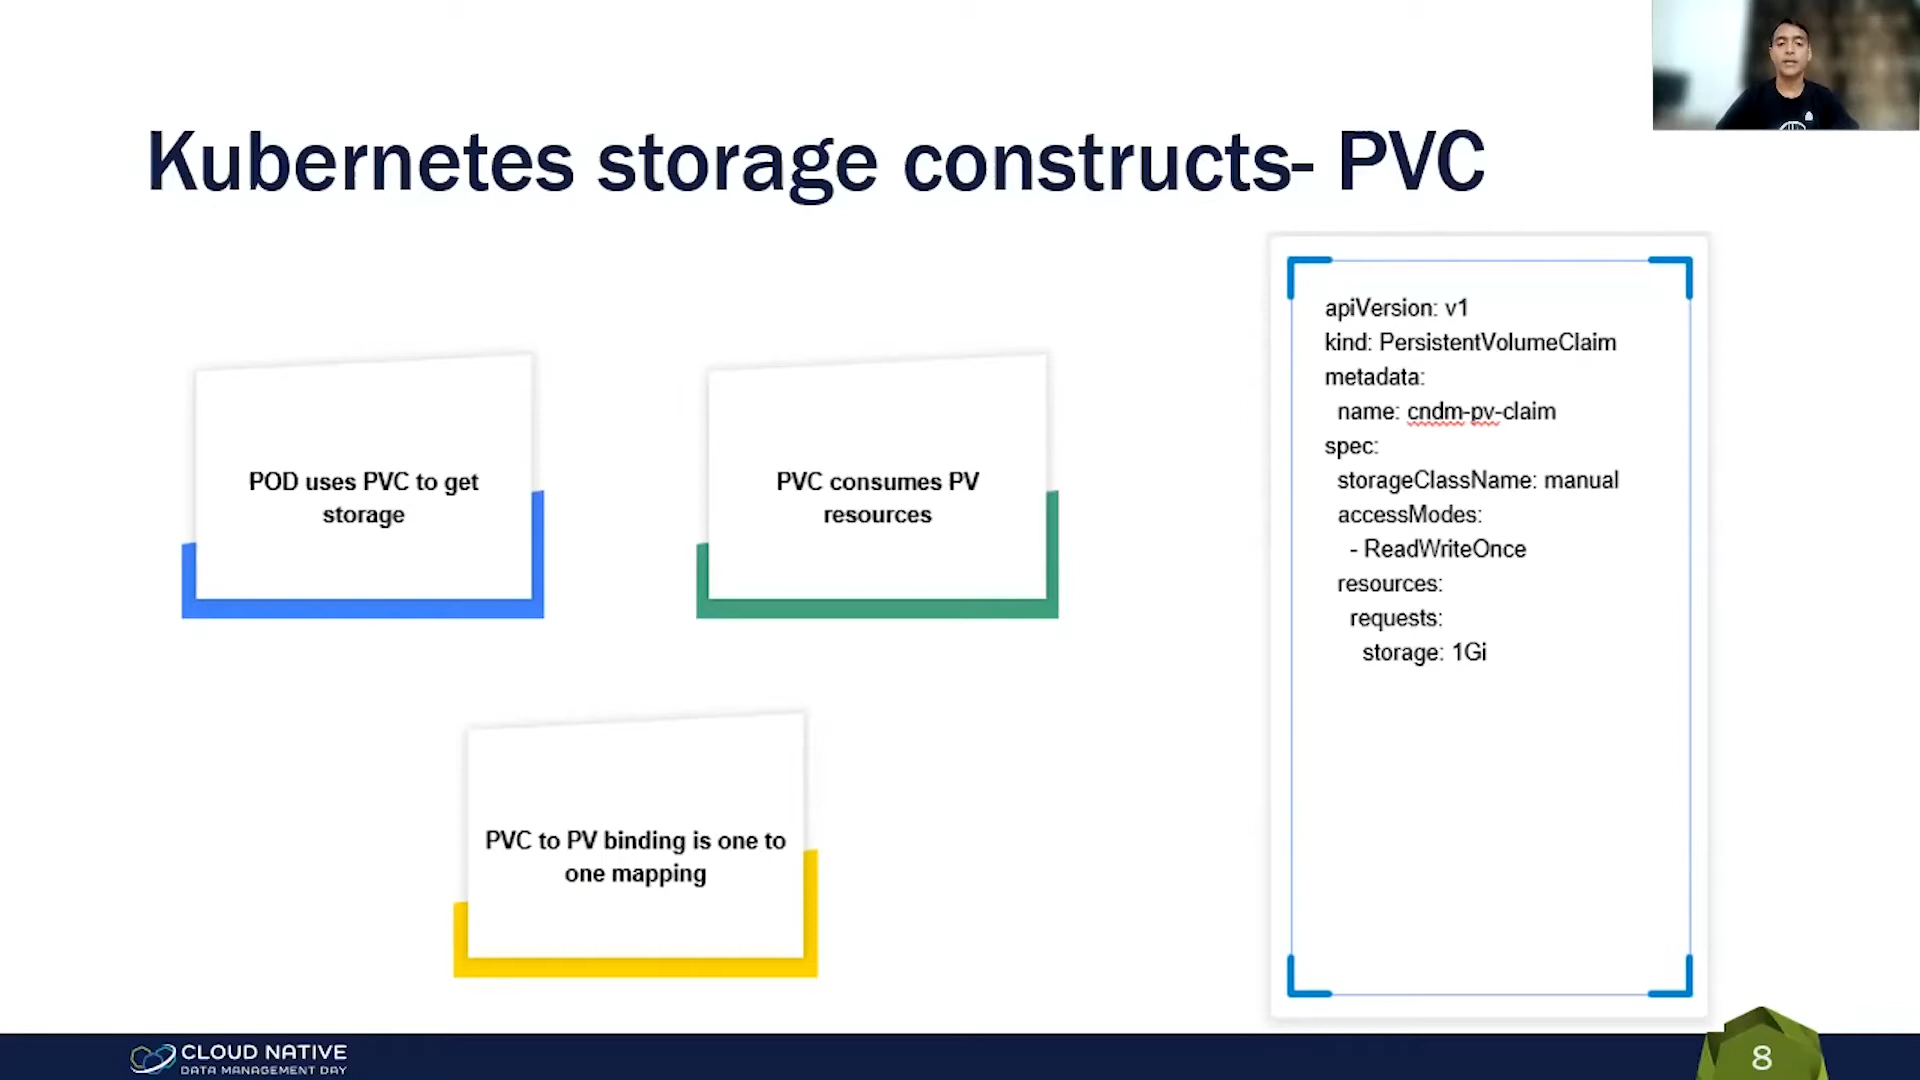 Kubernetes storage constructs- PVC
POD uses PVC to get
storage
PVC consumes PV
resources
PVC to PV binding is one to
one mapping
apiVersion: v1
kind: PersistentVolumeClaim
metadata:
  name: cndm-pv-claim
spec:
  storageClassName: manual
  accessModes:
    - ReadWriteOnce
  resources:
    requests:
      storage: 1Gi
CLOUD NATIVE
DATA MANAGEMENT DAY
8